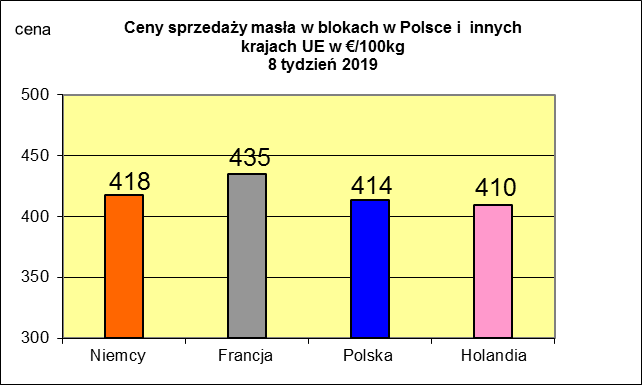 cena
Ceny sprzedaży masła w blokach w Polsce i  innych
krajach UE w €/100kg
8 tydzień 2019
500
450
400
350
300
418
435
414
410
Niemcy
Francja
Polska
Holandia